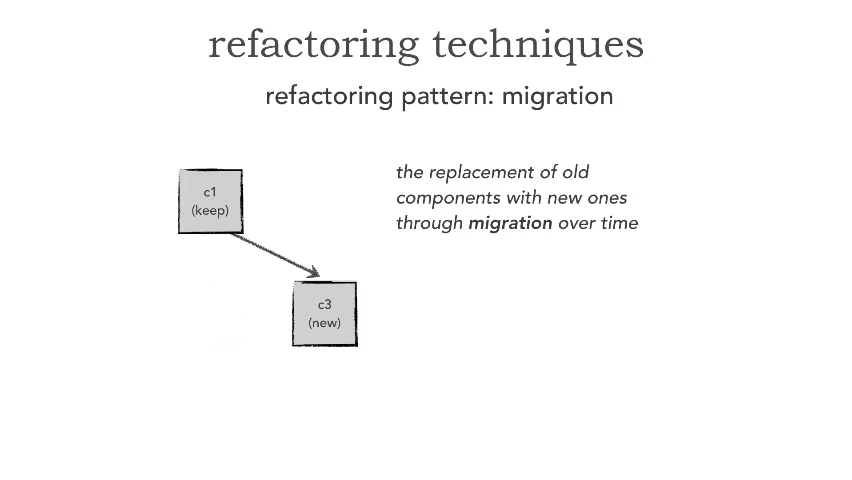 refactoring techniques
refactoring pattern: migration
the replacement of old
components with new ones
through migration over time
c1
(keep)
c3
(new)